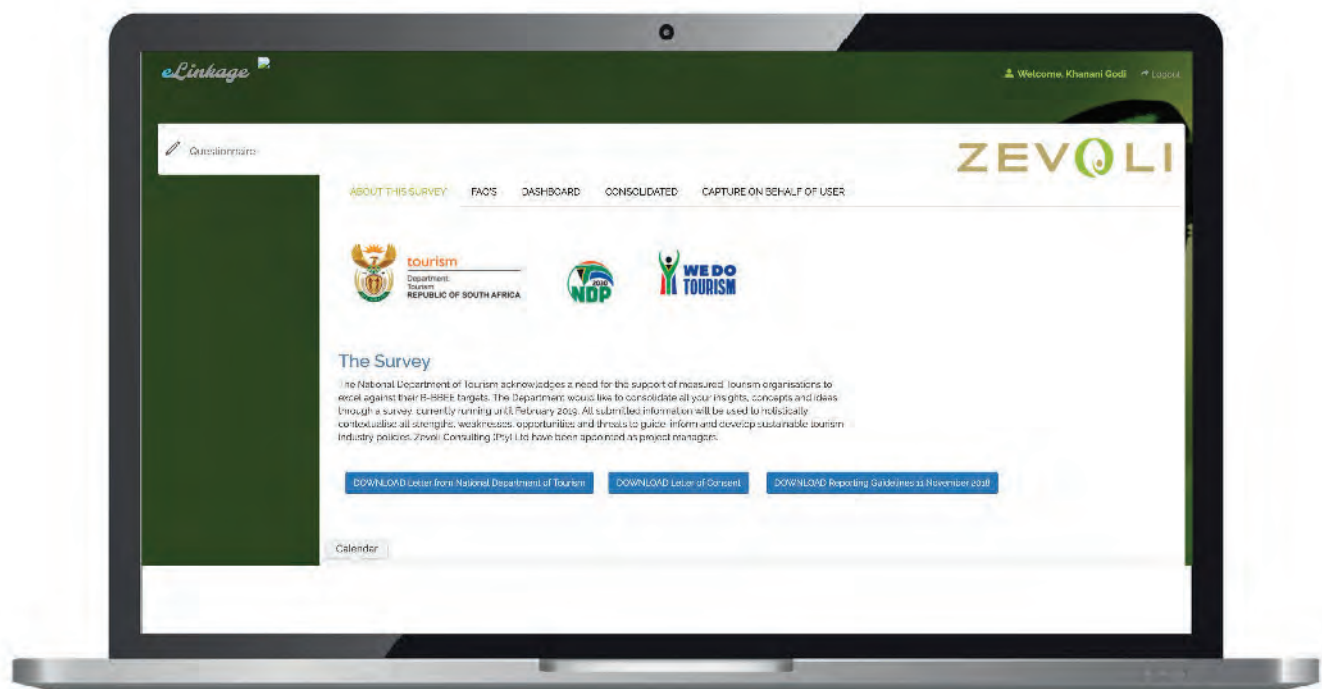 eLinkage
Welcome, Khanani Godi Logout
Questionnaire
ZEVOLI
ABOUT THIS SURVEY FAQ'S DASHBOARD CONSOLIDATED CAPTURE ON BEHALF OF USER
tourism
Department:
Tourism
REPUBLIC OF SOUTH AFRICA
2030
NDP
WE DO
TOURISM
The Survey
The National Department of Tourism acknowledges a need for the support of measured Tourism organisations to
excel against their B-BBEE targets. The Department would like to consolidate all your insights, concepts and ideas
through a survey, currently running until February 2019. All submitted information will be used to holistically
contextualise all strengths, weaknesses, opportunities and threats to guide, inform and develop sustainable tourism
industry policies. Zevoli Consulting (Pty) Ltd have been appointed as project managers.
DOWNLOAD Letter from National Department of Tourism DOWNLOAD Letter of Consent DOWNLOAD Reporting Guidelines 11 November 2018
Calendar